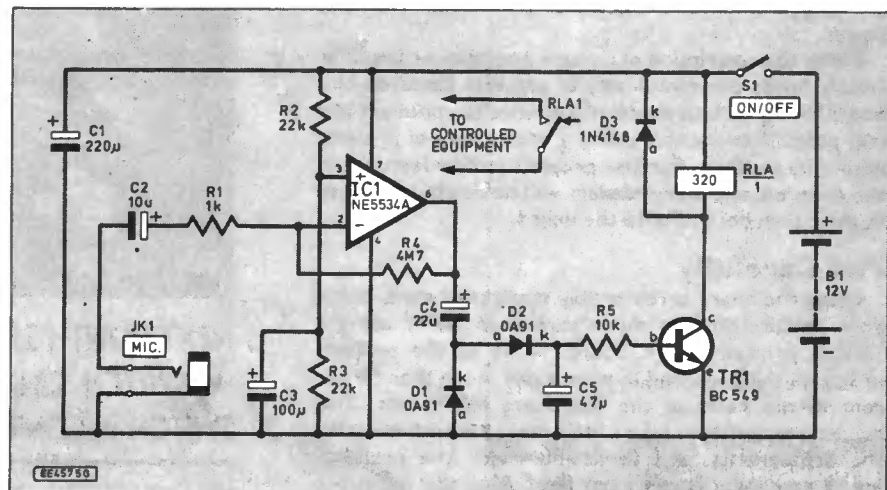 S1
ON/OFF
R2
22k
RLA1
TO
CONTROLLED
EQUIPMENT
k
D3
1N4148
a
+
C1
220µ
320
RLA
1
3
+
7
IC1
NE5534A
6
2
−
4
C2
10u
+
R1
1k
R4
4M7
+
B1
12V
−
JK1
MIC.
+
C4
22u
D2
OA91
a
k
R5
10k
b
c
e
TR1
BC549
+
C3
100µ
R3
22k
k
D1
OA91
a
+
C5
47µ
EE4575G